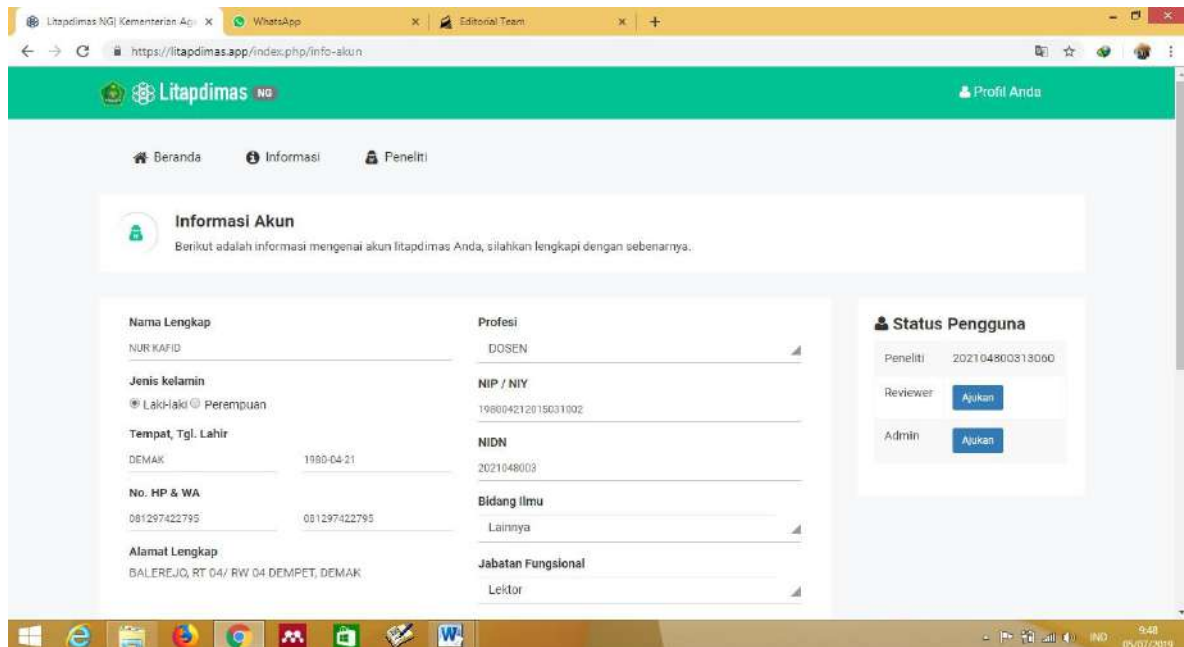 Litapdimas NG| Kementerian Ag
WhatsApp
Editorial Team
https://litapdimas.app/index.php/info-akun
Litapdimas NG
Profil Anda
Beranda
Informasi
Peneliti
Informasi Akun
Berikut adalah informasi mengenai akun litapdimas Anda, silahkan lengkapi dengan sebenarnya.
Nama Lengkap
NUR KAFID
Jenis kelamin
Laki-laki Perempuan
Tempat, Tgl. Lahir
DEMAK 1980-04-21
No. HP & WA
081297422795 081297422795
Alamat Lengkap
BALEREJO, RT 04/ RW 04 DEMPET, DEMAK
Profesi
DOSEN
NIP / NIY
198004212015031002
NIDN
2021048003
Bidang Ilmu
Lainnya
Jabatan Fungsional
Lektor
Status Pengguna
Peneliti 202104800313060
Reviewer Ajukan
Admin Ajukan
IND
9:48
05/07/2019